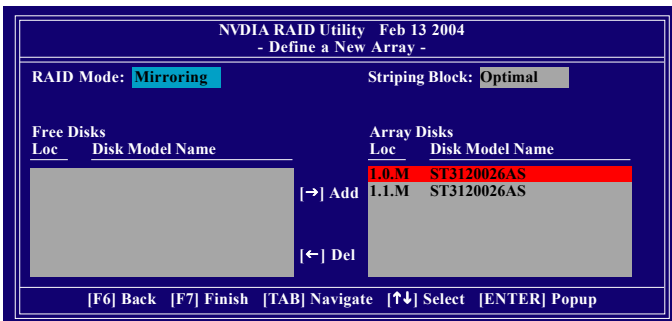 NVDIA RAID Utility Feb 13 2004
- Define a New Array -
RAID Mode: Mirroring Striping Block: Optimal
Free Disks Array Disks
Loc Disk Model Name Loc Disk Model Name
1.0.M ST3120026AS
[→] Add 1.1.M ST3120026AS
[←] Del
[F6] Back [F7] Finish [TAB] Navigate [↑↓] Select [ENTER] Popup